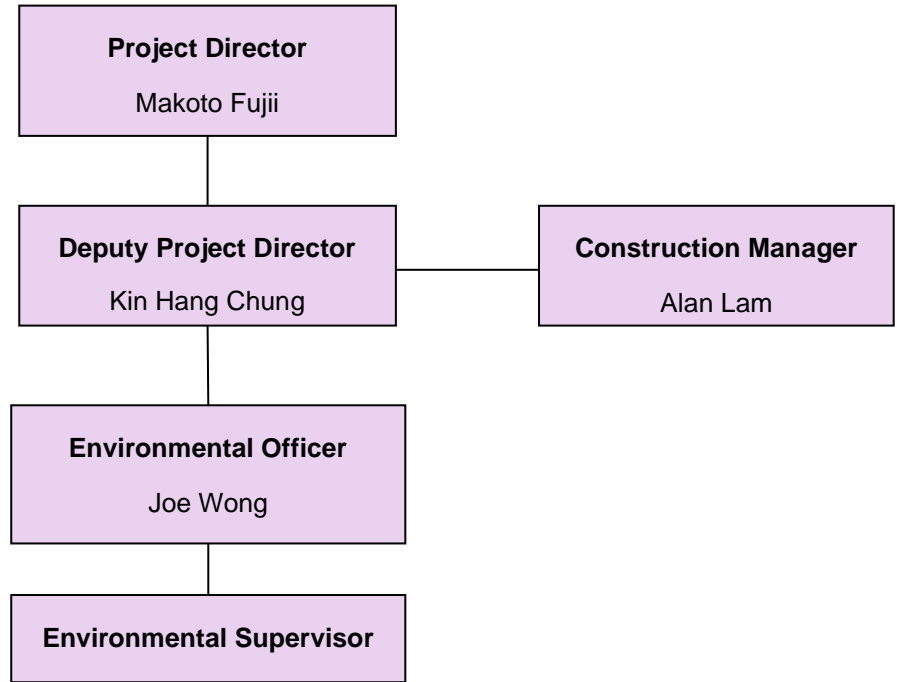 Project Director
Makoto Fujii
Deputy Project Director
Kin Hang Chung
Construction Manager
Alan Lam
Environmental Officer
Joe Wong
Environmental Supervisor